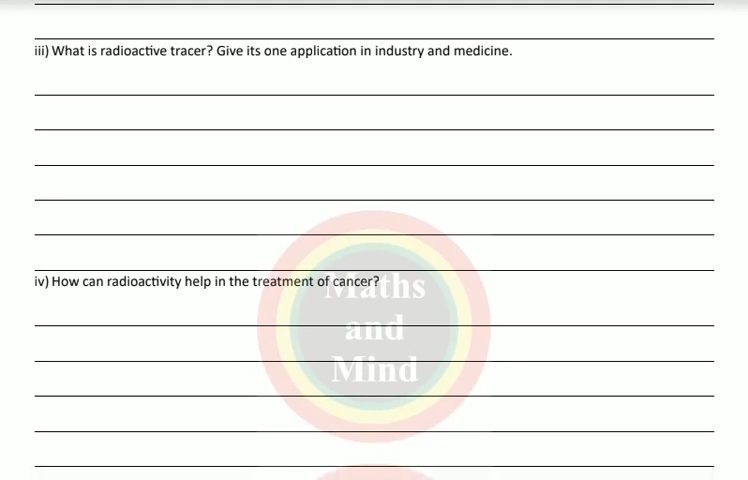 iii) What is radioactive tracer? Give its one application in industry and medicine.
iv) How can radioactivity help in the treatment of cancer?
Maths
and
Mind